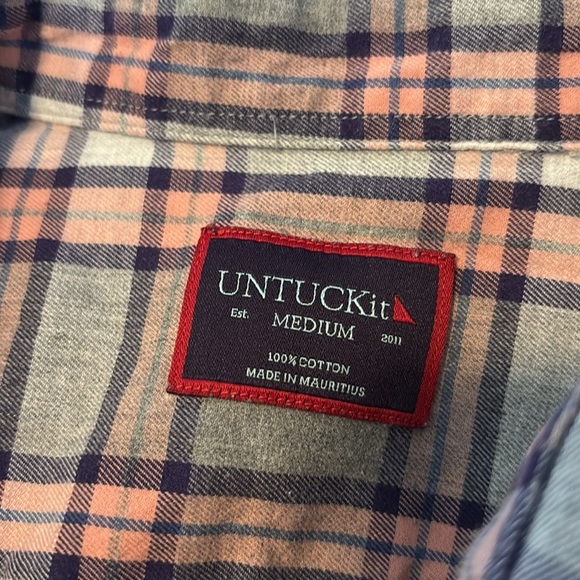 UNTUCKit
Est. MEDIUM 2011
100% COTTON
MADE IN MAURITIUS